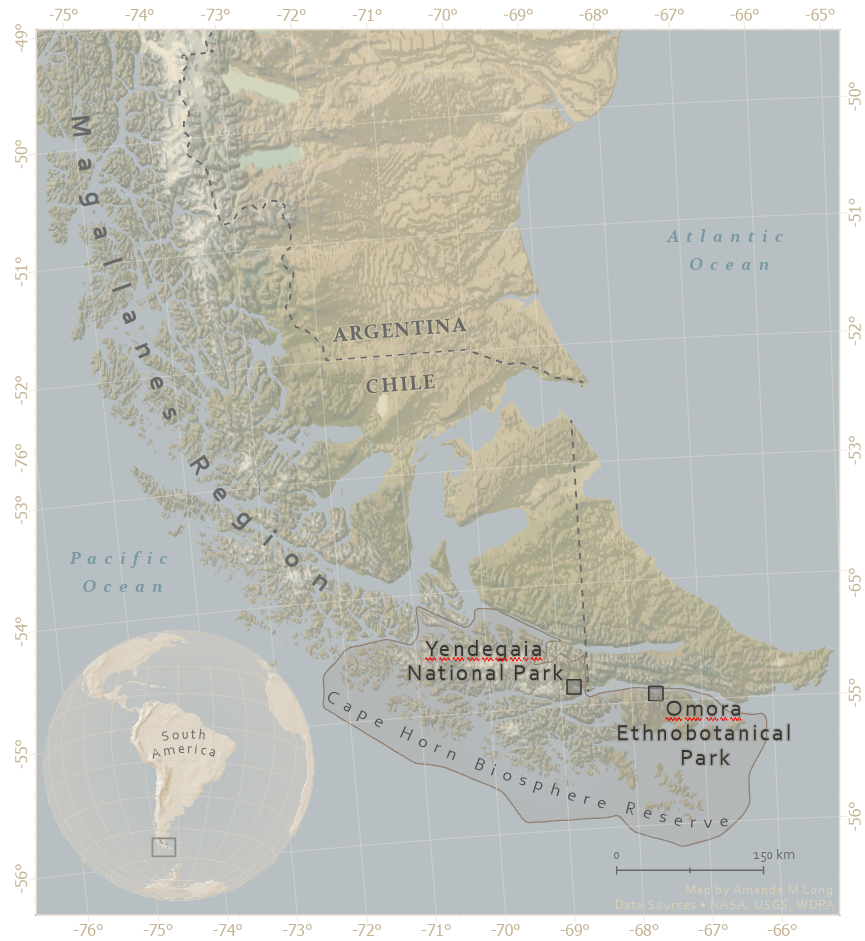 -75° -74° -73° -72° -71° -70° -69° -68° -67° -66° -65°
-49°
-50°
-51°
-52°
-76°
-53°
-54°
-55°
-56°
-50°
-51°
-52°
-53°
-65°
-55°
-56°
Magallanes Region
Atlantic
Ocean
ARGENTINA
CHILE
Pacific
Ocean
Yendegaia
National Park
Omora
Ethnobotanical
Park
Cape Horn Biosphere Reserve
South
America
0 150 km
Map by Amanda M Long
Data Sources • NASA, USGS, WDPA
-76° -75° -74° -73° -72° -71° -70° -69° -68° -67° -66°